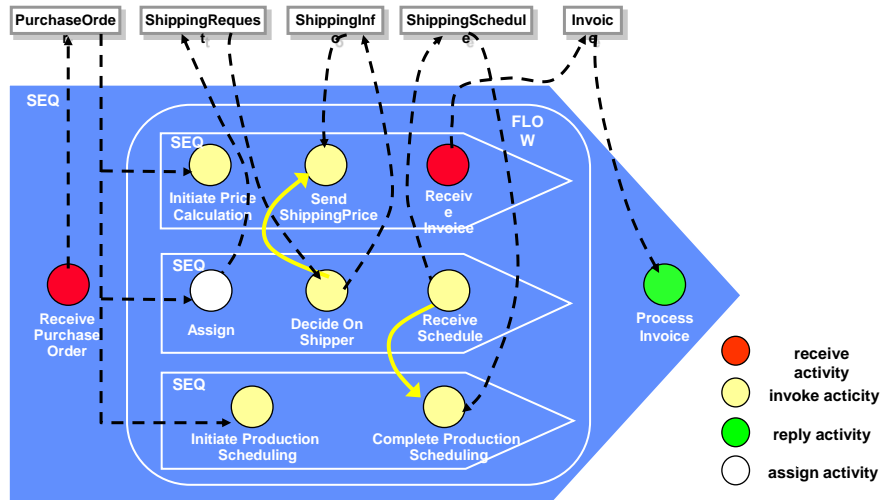 PurchaseOrde
r
ShippingReques
t
ShippingInf
o
ShippingSchedul
e
Invoic
e
SEQ
FLO
W
SEQ
Initiate Price
Calculation
Send
ShippingPrice
Receiv
e
Invoice
SEQ
Receive
Purchase
Order
Assign
Decide On
Shipper
Receive
Schedule
Process
Invoice
SEQ
Initiate Production
Scheduling
Complete Production
Scheduling
receive
activity
invoke acticity
reply activity
assign activity